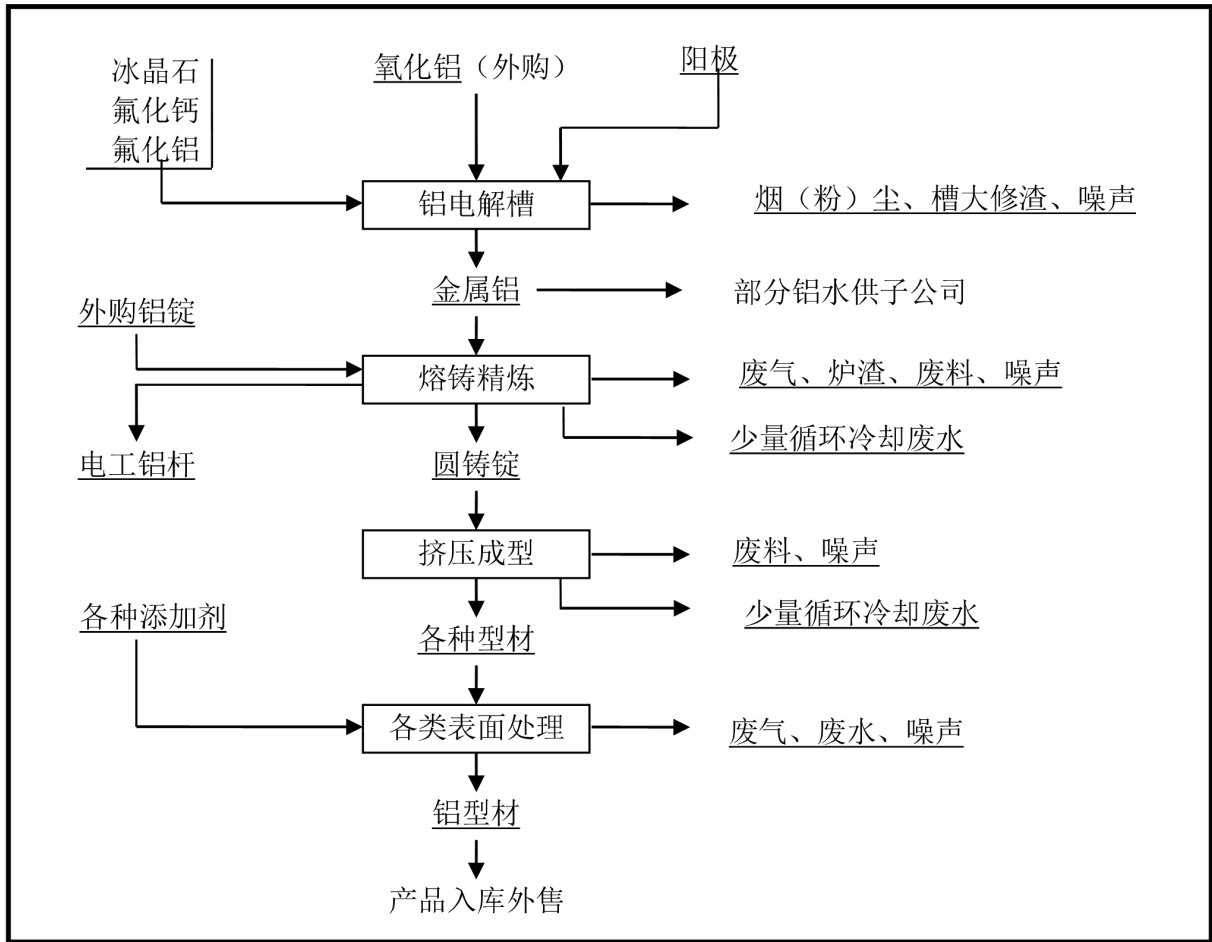 冰晶石
氟化钙
氟化铝
氧化铝（外购）
阳极
铝电解槽
烟（粉）尘、槽大修渣、噪声
金属铝
部分铝水供子公司
外购铝锭
熔铸精炼
废气、炉渣、废料、噪声
少量循环冷却废水
电工铝杆
圆铸锭
挤压成型
废料、噪声
少量循环冷却废水
各种添加剂
各种型材
各类表面处理
废气、废水、噪声
铝型材
产品入库外售